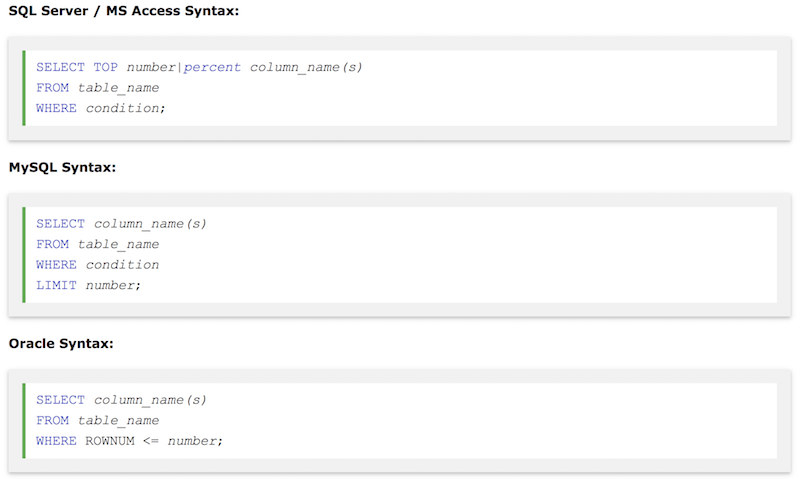 SQL Server / MS Access Syntax:
SELECT TOP number|percent column_name(s)
FROM table_name
WHERE condition;
MySQL Syntax:
SELECT column_name(s)
FROM table_name
WHERE condition
LIMIT number;
Oracle Syntax:
SELECT column_name(s)
FROM table_name
WHERE ROWNUM <= number;